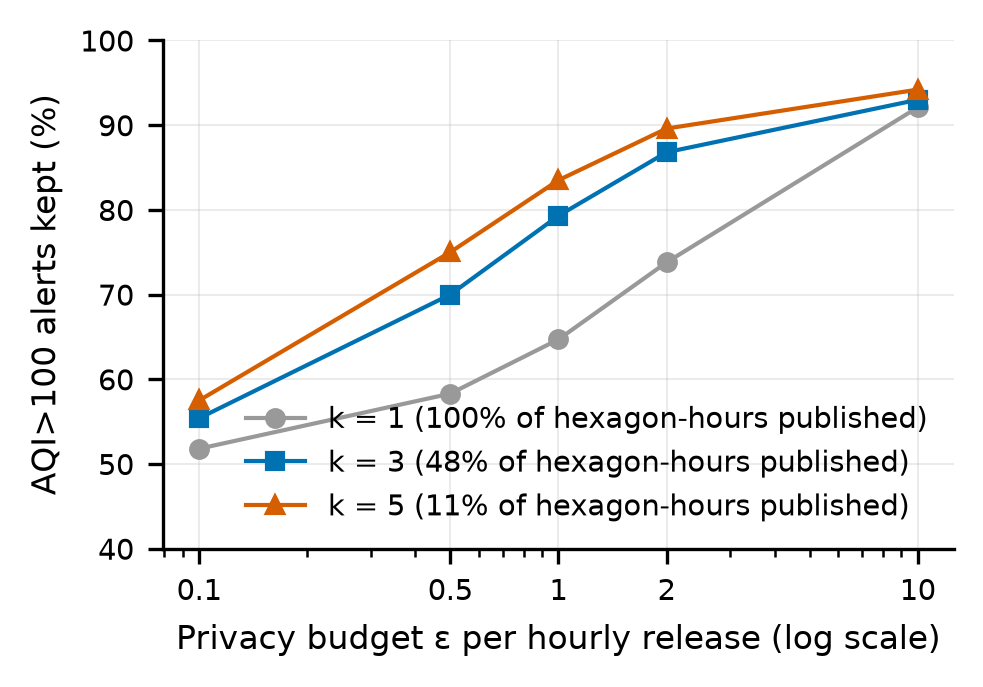 AQI>100 alerts kept (%)
100
90
80
70
60
50
40
k = 1 (100% of hexagon-hours published)
k = 3 (48% of hexagon-hours published)
k = 5 (11% of hexagon-hours published)
0.1 0.5 1 2 10
Privacy budget ε per hourly release (log scale)